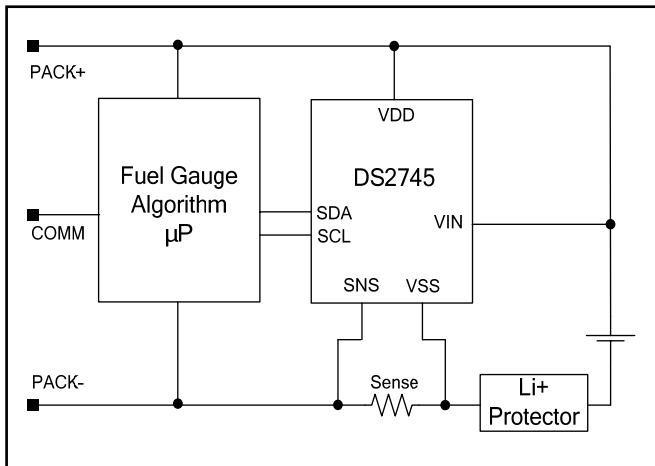 PACK+
VDD
Fuel Gauge
Algorithm
µP
DS2745
COMM
SDA
SCL
VIN
SNS
VSS
PACK-
Sense
Li+
Protector